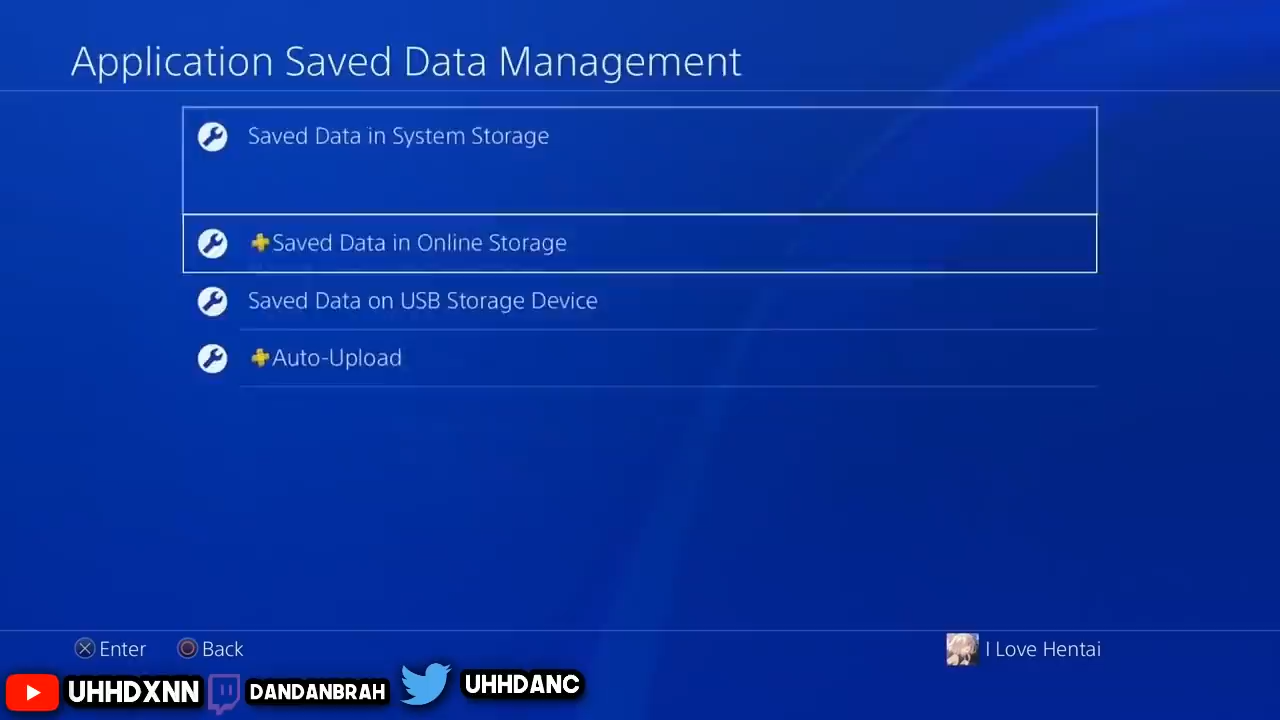 Application Saved Data Management
Saved Data in System Storage
Saved Data in Online Storage
Saved Data on USB Storage Device
Auto-Upload
Enter Back I Love Hentai
UHHDXNN DANDANBRAH UHHDANC